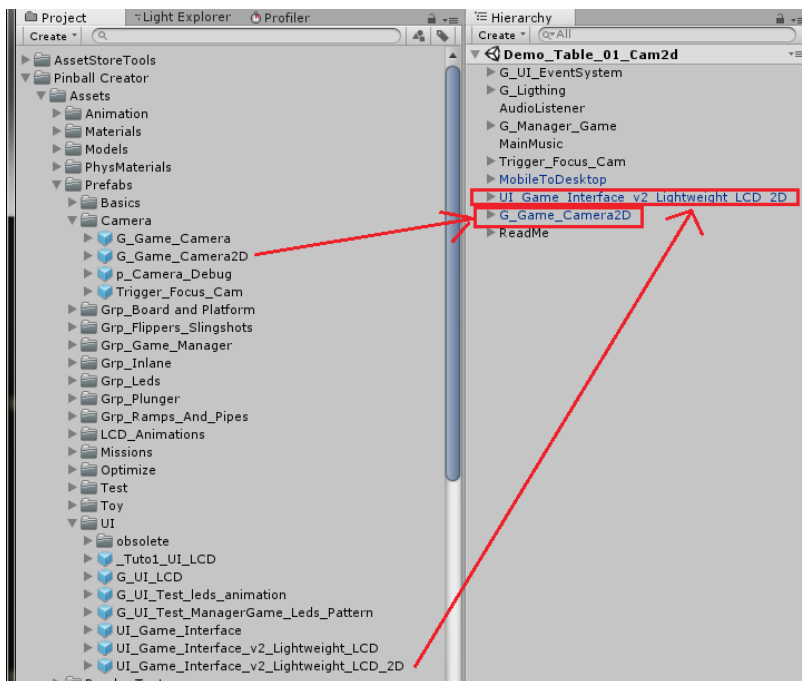 Project
Light Explorer
Profiler
Create
AssetStoreTools
Pinball Creator
Assets
Animation
Materials
Models
PhysMaterials
Prefabs
Basics
Camera
G_Game_Camera
G_Game_Camera2D
p_Camera_Debug
Trigger_Focus_Cam
Grp_Board and Platform
Grp_Flippers_Slingshots
Grp_Game_Manager
Grp_Inlane
Grp_Leds
Grp_Plunger
Grp_Ramps_And_Pipes
LCD_Animations
Missions
Optimize
Test
Toy
UI
obsolete
_Tuto1_UI_LCD
G_UI_LCD
G_UI_Test_leds_animation
G_UI_Test_ManagerGame_Leds_Pattern
UI_Game_Interface
UI_Game_Interface_v2_Lightweight_LCD
UI_Game_Interface_v2_Lightweight_LCD_2D
Hierarchy
Create
All
Demo_Table_01_Cam2d
G_UI_EventSystem
G_Ligthing
AudioListener
G_Manager_Game
MainMusic
Trigger_Focus_Cam
MobileToDesktop
UI_Game_Interface_v2_Lightweight_LCD_2D
G_Game_Camera2D
ReadMe